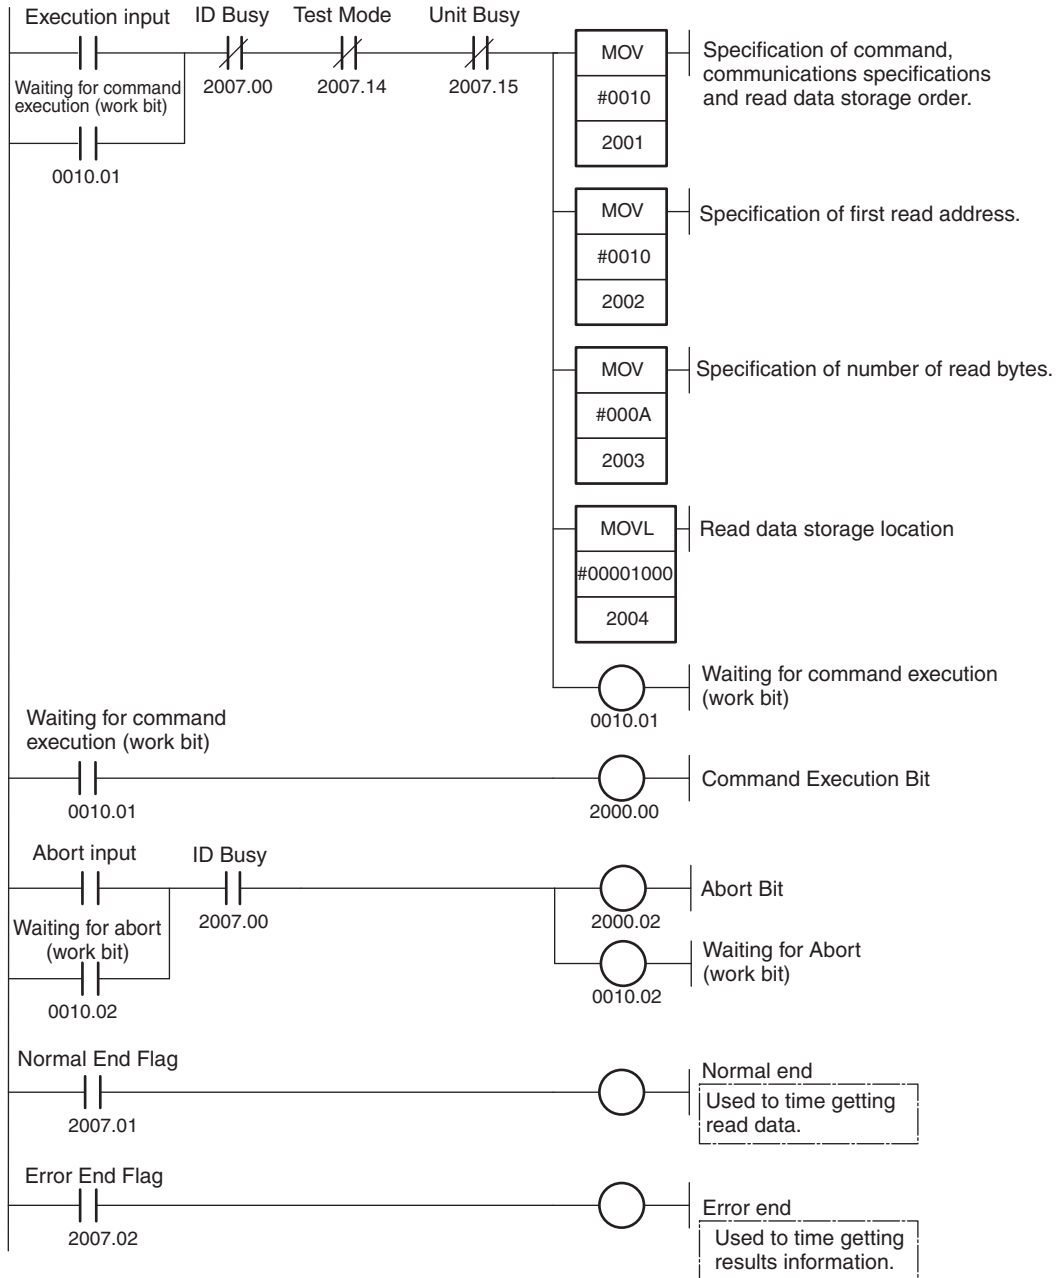 Execution input
ID Busy
Test Mode
Unit Busy
MOV
Specification of command,
communications specifications
and read data storage order.
Waiting for command
execution (work bit)
2007.00
2007.14
2007.15
#0010
2001
0010.01
MOV
Specification of first read address.
#0010
2002
MOV
Specification of number of read bytes.
#000A
2003
MOVL
Read data storage location
#00001000
2004
Waiting for command execution
(work bit)
0010.01
Waiting for command
execution (work bit)
Command Execution Bit
0010.01
2000.00
Abort input
ID Busy
Abort Bit
2007.00
2000.02
Waiting for abort
(work bit)
Waiting for Abort
(work bit)
0010.02
0010.02
Normal End Flag
Normal end
Used to time getting
read data.
2007.01
Error End Flag
Error end
2007.02
Used to time getting
results information.